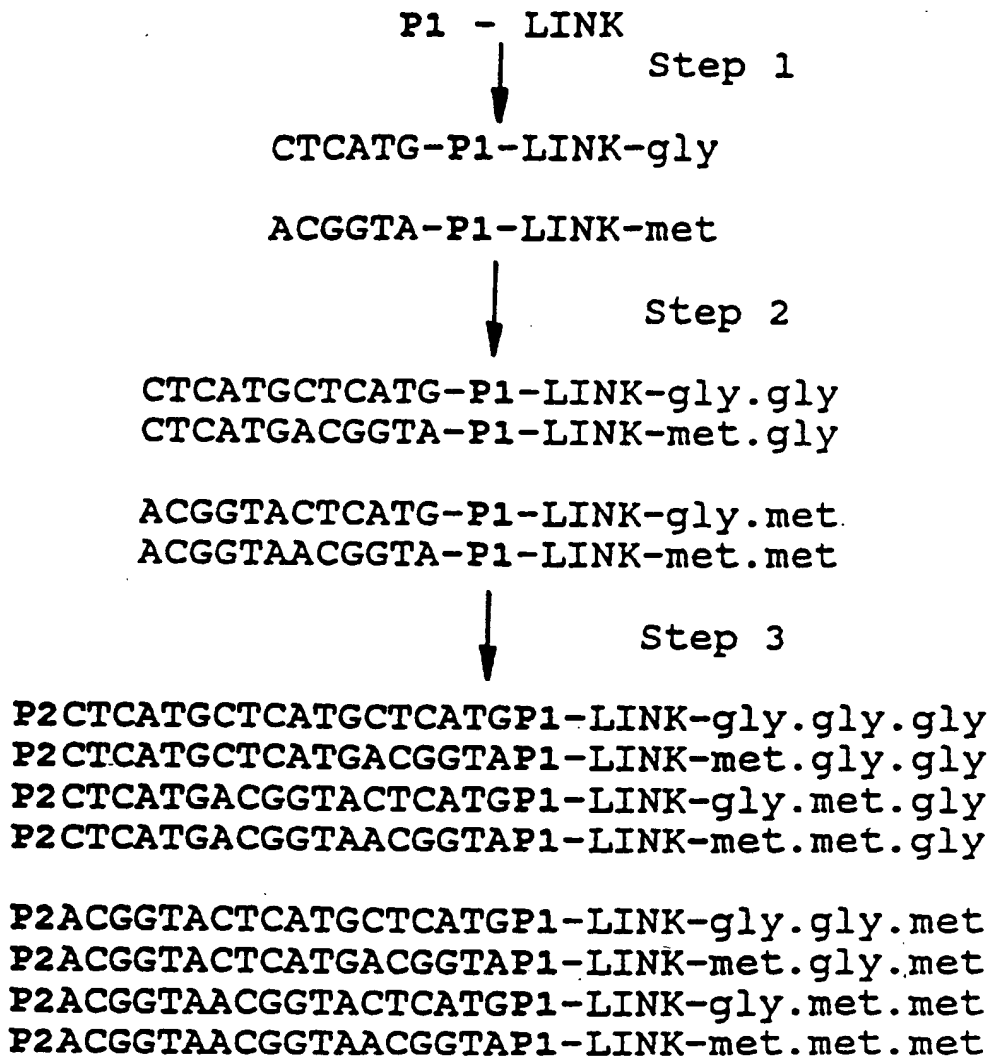 P1 - LINK
Step 1
CTCATG-P1-LINK-gly
ACGGTA-P1-LINK-met
Step 2
CTCATGCTCATG-P1-LINK-gly.gly
CTCATGACGGTA-P1-LINK-met.gly
ACGGTACTCATG-P1-LINK-gly.met
ACGGTAACGGTA-P1-LINK-met.met
Step 3
P2CTCATGCTCATGCTCATGP1-LINK-gly.gly.gly
P2CTCATGCTCATGACGGTAP1-LINK-met.gly.gly
P2CTCATGACGGTACTCATGP1-LINK-gly.met.gly
P2CTCATGACGGTAACGGTAP1-LINK-met.met.gly
P2ACGGTACTCATGCTCATGP1-LINK-gly.gly.met
P2ACGGTACTCATGACGGTAP1-LINK-met.gly.met
P2ACGGTAACGGTACTCATGP1-LINK-gly.met.met
P2ACGGTAACGGTAACGGTAP1-LINK-met.met.met